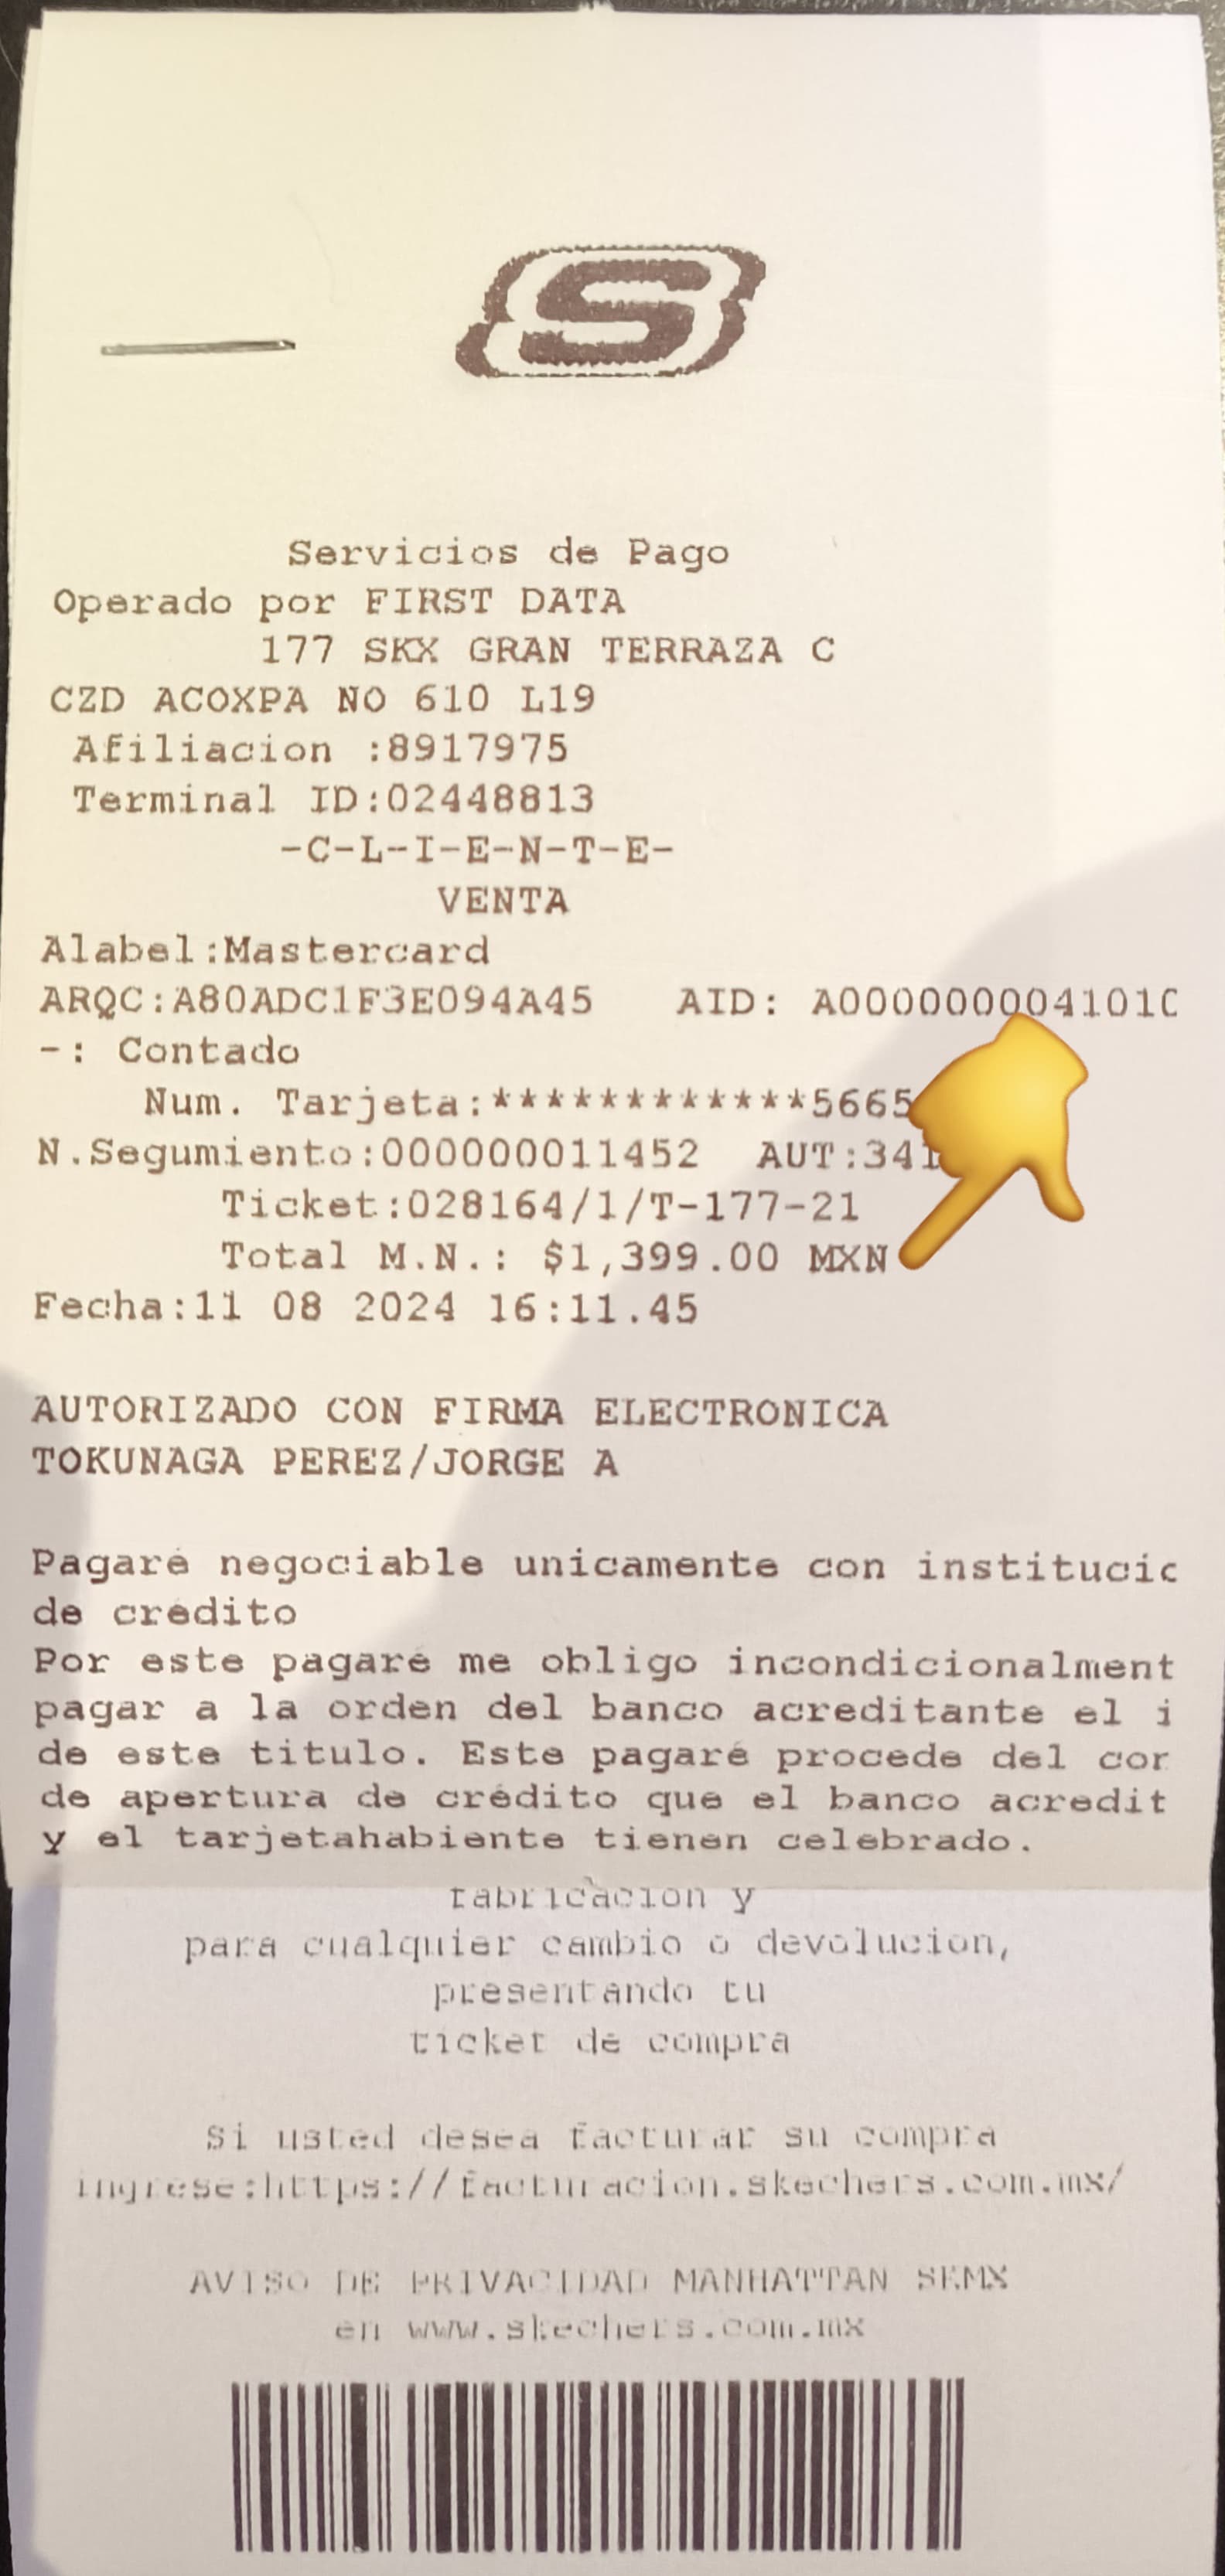 S
Servicios de Pago
Operado por FIRST DATA
177 SKX GRAN TERRAZA C
CZD ACOXPA NO 610 L19
Afiliacion :8917975
Terminal ID:02448813
-C-L-I-E-N-T-E-
VENTA
Alabel:Mastercard
ARQC:A80ADC1F3E094A45 AID: A000000004101C
-: Contado
Num. Tarjeta:************5665
N.Segumiento:000000011452 AUT:341
Ticket:028164/1/T-177-21
Total M.N.: $1,399.00 MXN
Fecha:11 08 2024 16:11.45
AUTORIZADO CON FIRMA ELECTRONICA
TOKUNAGA PEREZ/JORGE A
Pagaré negociable unicamente con institucic
de crédito
Por este pagaré me obligo incondicionalment
pagar a la orden del banco acreditante el i
de este titulo. Este pagaré procede del cor
de apertura de crédito que el banco acredit
y el tarjetahabiente tienen celebrado.
fabricacion y
para cualquier cambio o devolucion,
presentando tu
ticket de compra
Si usted desea facturar su compra
ingrese:https://facturacion.skechers.com.mx/
AVISO DE PRIVACIDAD MANHATTAN SKMX
en www.skechers.com.mx